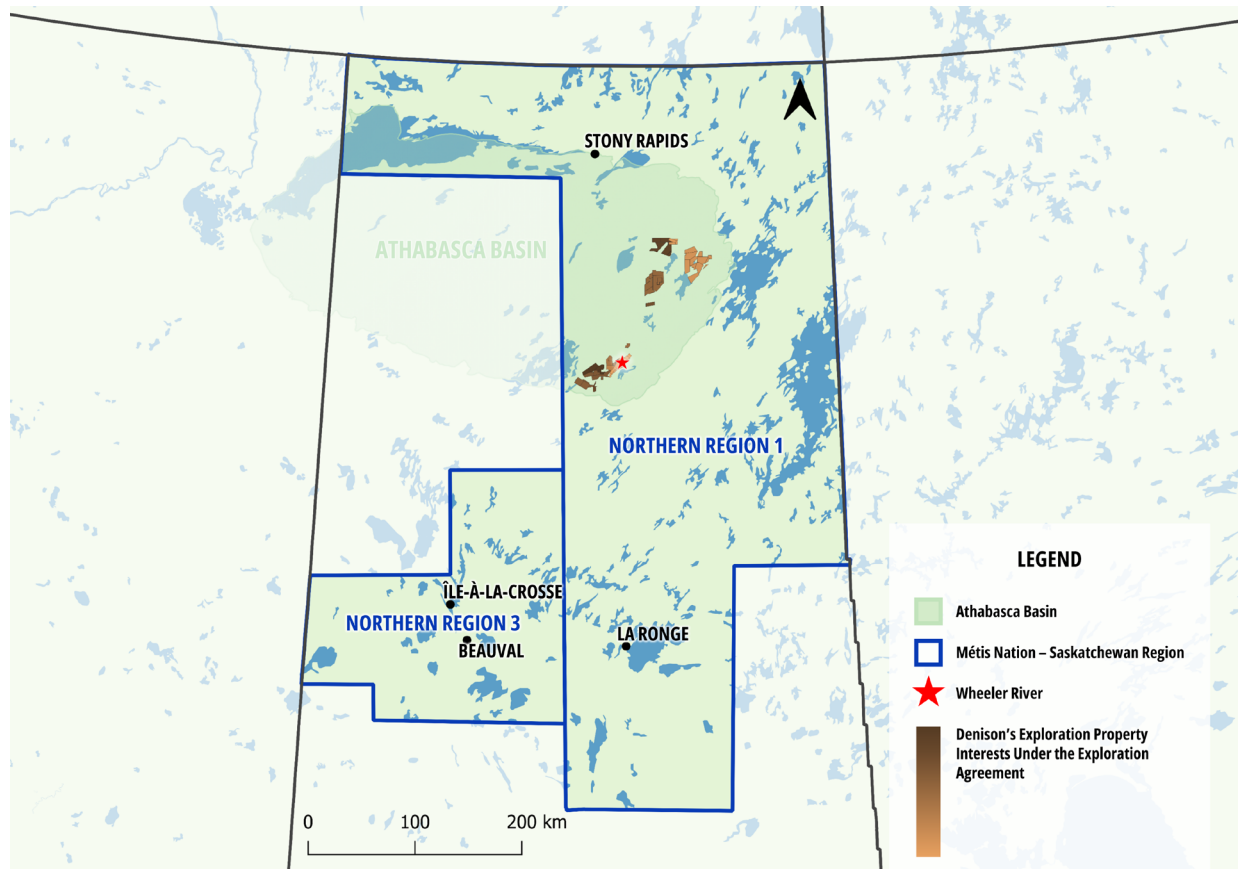 STONY RAPIDS
ATHABASCA BASIN
NORTHERN REGION 1
ÎLE-À-LA-CROSSE
NORTHERN REGION 3
BEAUVAL
LA RONGE
0 100 200 km
LEGEND
Athabasca Basin
Métis Nation – Saskatchewan Region
Wheeler River
Denison’s Exploration Property
Interests Under the Exploration
Agreement